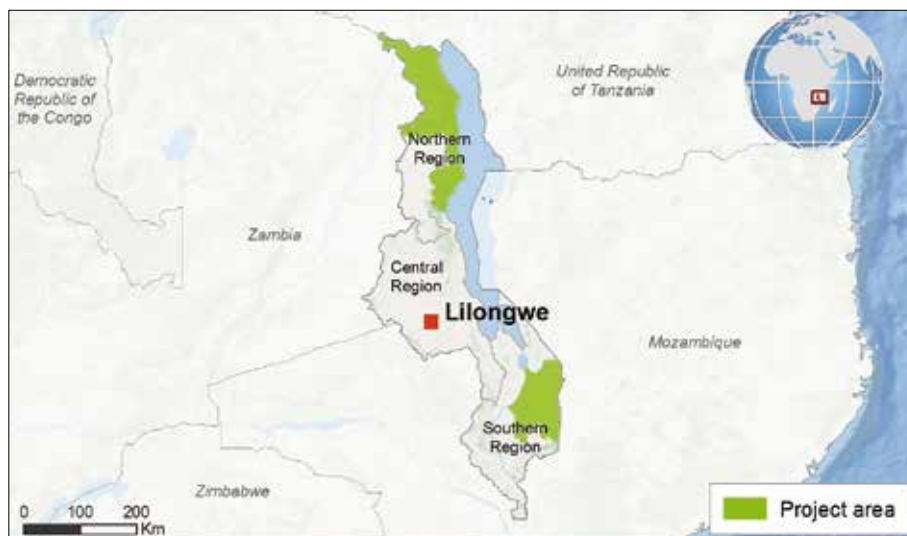 Democratic
Republic of
the Congo
United Republic
of Tanzania
Northern
Region
Zambia
Central
Region
Lilongwe
Mozambique
Southern
Region
Zimbabwe
0 100 200
Km
Project area